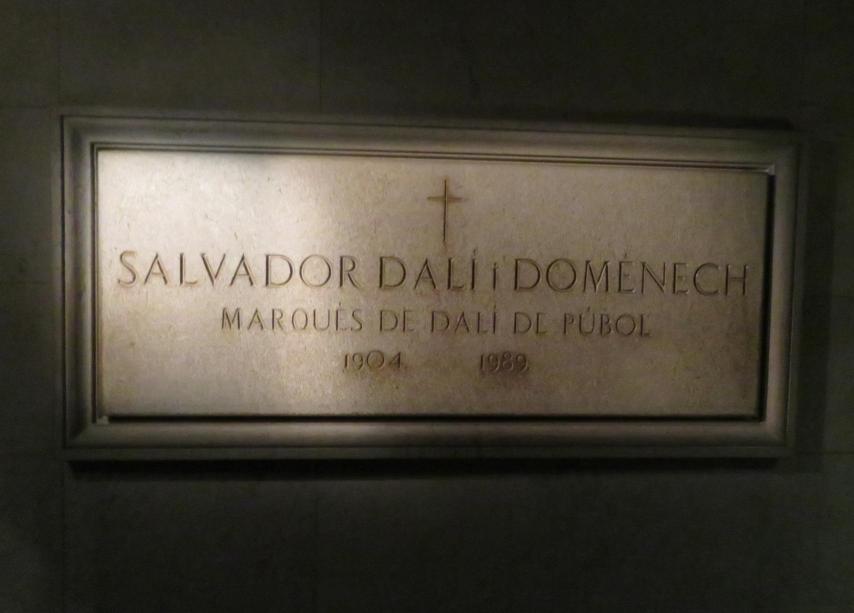 SALVADOR DALÍ i DOMÈNECH
MARQUÈS DE DALÍ DE PÚBOL
1904 1989